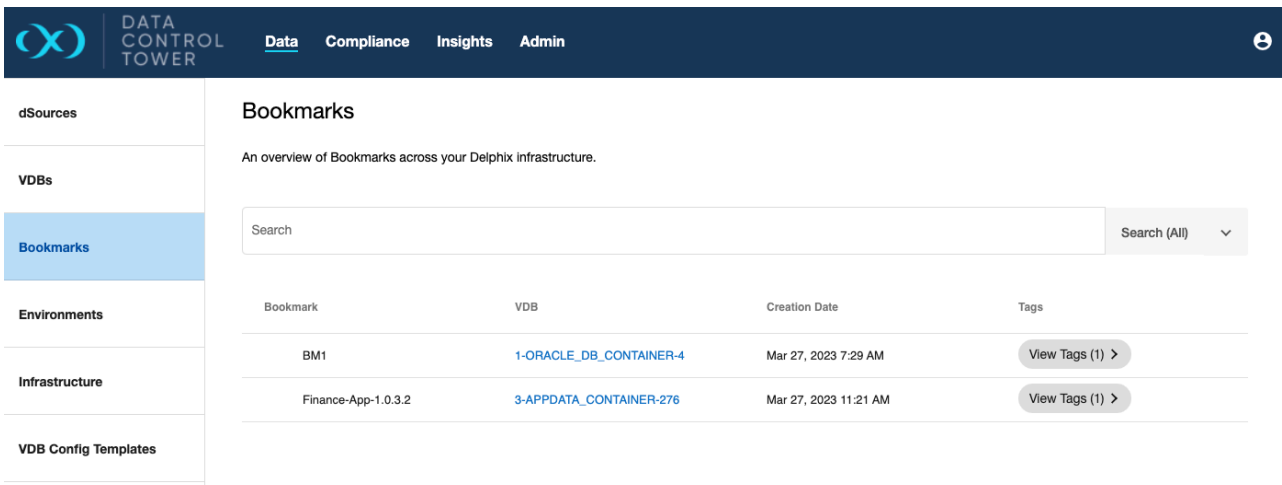 DATA
CONTROL
TOWER
Data Compliance Insights Admin
dSources
VDBs
Bookmarks
Environments
Infrastructure
VDB Config Templates
Bookmarks
An overview of Bookmarks across your Delphix infrastructure.
Search Search (All)
Bookmark VDB Creation Date Tags
BM1 1-ORACLE_DB_CONTAINER-4 Mar 27, 2023 7:29 AM View Tags (1)
Finance-App-1.0.3.2 3-APPDATA_CONTAINER-276 Mar 27, 2023 11:21 AM View Tags (1)